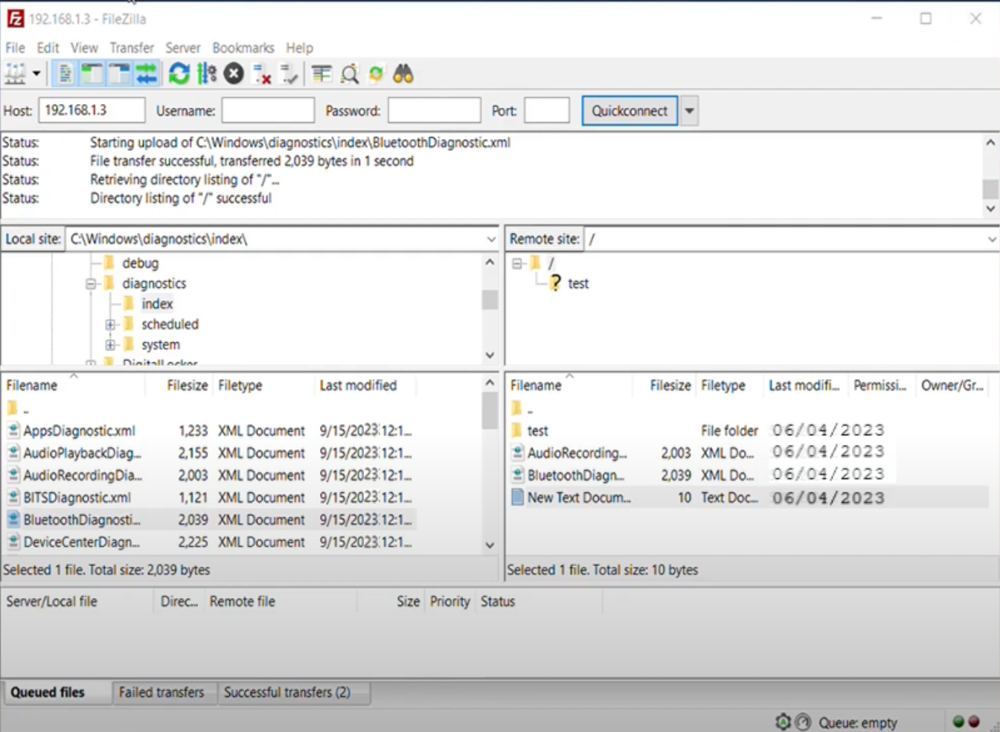 192.168.1.3 - FileZilla
File Edit View Transfer Server Bookmarks Help
Host: 192.168.1.3 Username: Password: Port: Quickconnect
Status: Starting upload of C:\Windows\diagnostics\index\BluetoothDiagnostic.xml
Status: File transfer successful, transferred 2,039 bytes in 1 second
Status: Retrieving directory listing of "/"...
Status: Directory listing of "/" successful
Local site: C:\Windows\diagnostics\index\
debug
diagnostics
index
scheduled
system
DigitalLocker
Remote site: /
/
? test
Filename Filesize Filetype Last modified
..
AppsDiagnostic.xml 1,233 XML Document 9/15/2023 12:1...
AudioPlaybackDiag... 2,155 XML Document 9/15/2023 12:1...
AudioRecordingDia... 2,003 XML Document 9/15/2023 12:1...
BITSDiagnostic.xml 1,121 XML Document 9/15/2023 12:1...
BluetoothDiagnosti... 2,039 XML Document 9/15/2023 12:1...
DeviceCenterDiagn... 2,225 XML Document 9/15/2023 12:1...
Selected 1 file. Total size: 2,039 bytes
Filename Filesize Filetype Last modifi... Permissi... Owner/Gr...
..
test File folder 06/04/2023
AudioRecording... 2,003 XML Do... 06/04/2023
BluetoothDiagn... 2,039 XML Do... 06/04/2023
New Text Docum... 10 Text Doc... 06/04/2023
Selected 1 file. Total size: 10 bytes
Server/Local file Direc... Remote file Size Priority Status
Queued files Failed transfers Successful transfers (2)
Queue: empty